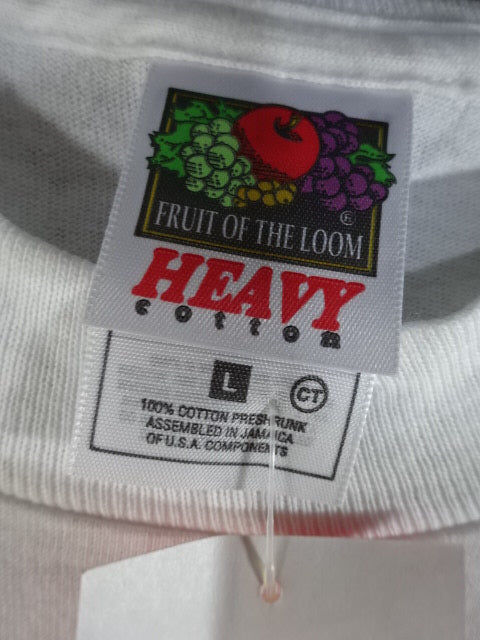 FRUIT OF THE LOOM ®
HEAVY
cotton
L
CT
100% COTTON PRESHRUNK
ASSEMBLED IN JAMAICA
OF U.S.A. COMPONENTS